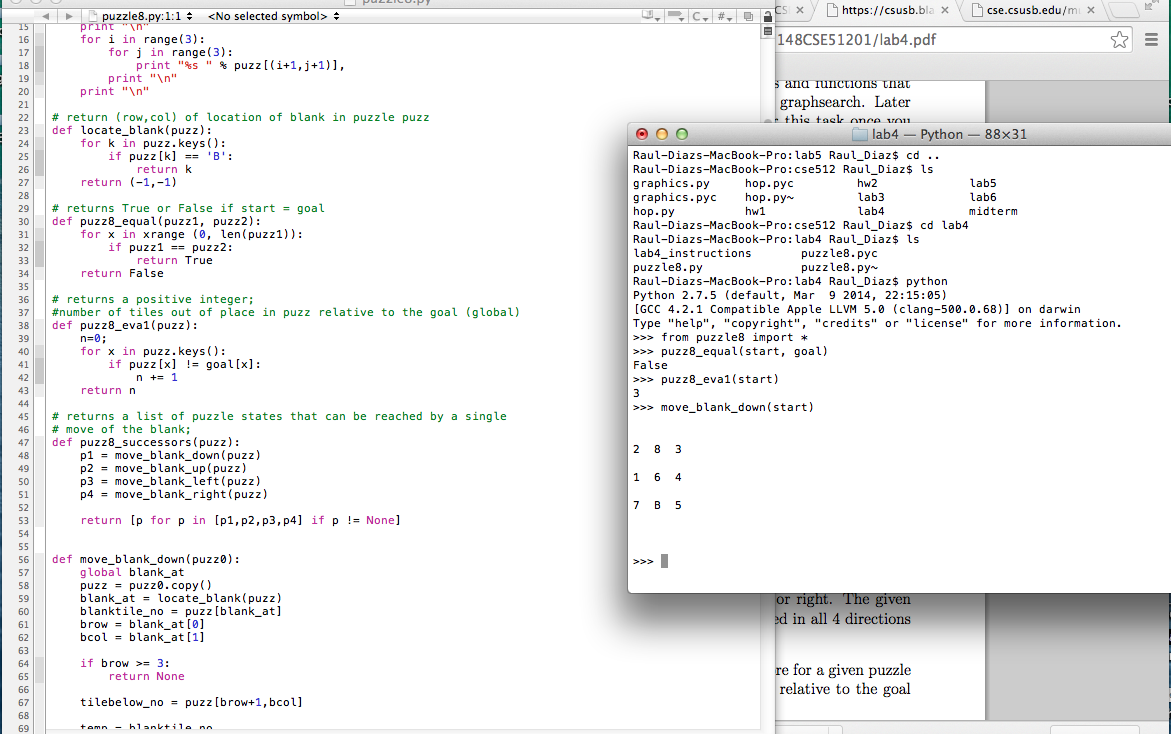 puzzle8.py
puzzle8.py:1:1 <No selected symbol>
15 print "\n"
16 for i in range(3):
17 for j in range(3):
18 print "%s " % puzz[(i+1,j+1)],
19 print "\n"
20 print "\n"
21
22 # return (row,col) of location of blank in puzzle puzz
23 def locate_blank(puzz):
24 for k in puzz.keys():
25 if puzz[k] == 'B':
26 return k
27 return (-1,-1)
28
29 # returns True or False if start = goal
30 def puzz8_equal(puzz1, puzz2):
31 for x in xrange (0, len(puzz1)):
32 if puzz1 == puzz2:
33 return True
34 return False
35
36 # returns a positive integer;
37 #number of tiles out of place in puzz relative to the goal (global)
38 def puzz8_eva1(puzz):
39 n=0;
40 for x in puzz.keys():
41 if puzz[x] != goal[x]:
42 n += 1
43 return n
44
45 # returns a list of puzzle states that can be reached by a single
46 # move of the blank;
47 def puzz8_successors(puzz):
48 p1 = move_blank_down(puzz)
49 p2 = move_blank_up(puzz)
50 p3 = move_blank_left(puzz)
51 p4 = move_blank_right(puzz)
52
53 return [p for p in [p1,p2,p3,p4] if p != None]
54
55
56 def move_blank_down(puzz0):
57 global blank_at
58 puzz = puzz0.copy()
59 blank_at = locate_blank(puzz)
60 blanktile_no = puzz[blank_at]
61 brow = blank_at[0]
62 bcol = blank_at[1]
63
64 if brow >= 3:
65 return None
66
67 tilebelow_no = puzz[brow+1,bcol]
68
69 temp = blanktile_no
C #
CS
https://csusb.bla
cse.csusb.edu/mu
148CSE51201/lab4.pdf
s and functions that
graphsearch. Later
this task once you
lab4 — Python — 88×31
Raul-Diazs-MacBook-Pro:lab5 Raul_Diaz$ cd ..
Raul-Diazs-MacBook-Pro:cse512 Raul_Diaz$ ls
graphics.py hop.pyc hw2 lab5
graphics.pyc hop.py~ lab3 lab6
hop.py hw1 lab4 midterm
Raul-Diazs-MacBook-Pro:cse512 Raul_Diaz$ cd lab4
Raul-Diazs-MacBook-Pro:lab4 Raul_Diaz$ ls
lab4_instructions puzzle8.pyc
puzzle8.py puzzle8.py~
Raul-Diazs-MacBook-Pro:lab4 Raul_Diaz$ python
Python 2.7.5 (default, Mar 9 2014, 22:15:05)
[GCC 4.2.1 Compatible Apple LLVM 5.0 (clang-500.0.68)] on darwin
Type "help", "copyright", "credits" or "license" for more information.
>>> from puzzle8 import *
>>> puzz8_equal(start, goal)
False
>>> puzz8_eva1(start)
3
>>> move_blank_down(start)
2 8 3
1 6 4
7 B 5
>>>
or right. The given
ed in all 4 directions
re for a given puzzle
relative to the goal